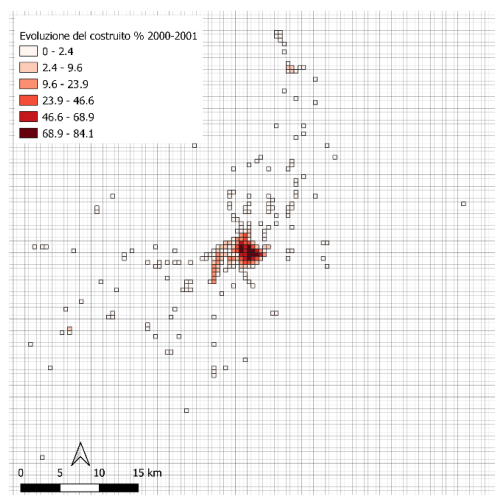 Evoluzione del costruito % 2000-2001
0 - 2.4
2.4 - 9.6
9.6 - 23.9
23.9 - 46.6
46.6 - 68.9
68.9 - 84.1
0 5 10 15 km